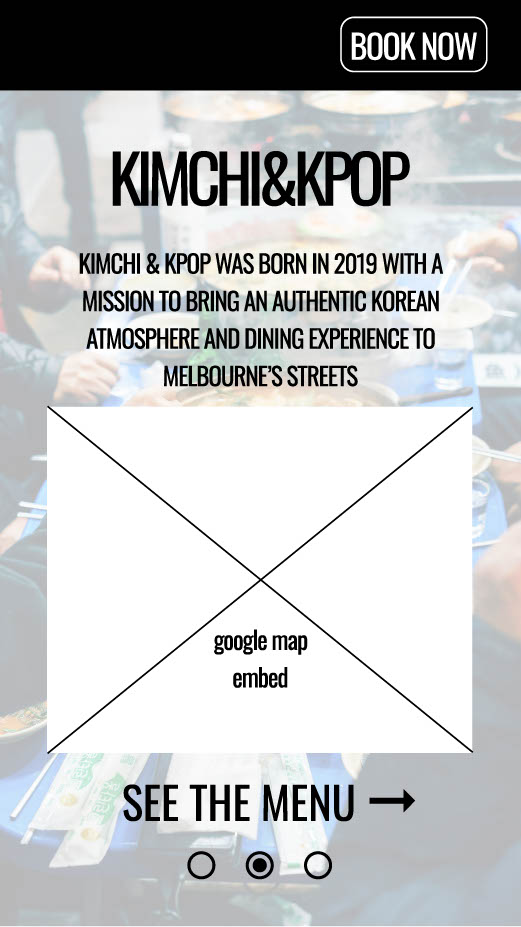 BOOK NOW
KIMCHI&KPOP
KIMCHI & KPOP WAS BORN IN 2019 WITH A
MISSION TO BRING AN AUTHENTIC KOREAN
ATMOSPHERE AND DINING EXPERIENCE TO
MELBOURNE'S STREETS
google map
embed
SEE THE MENU →